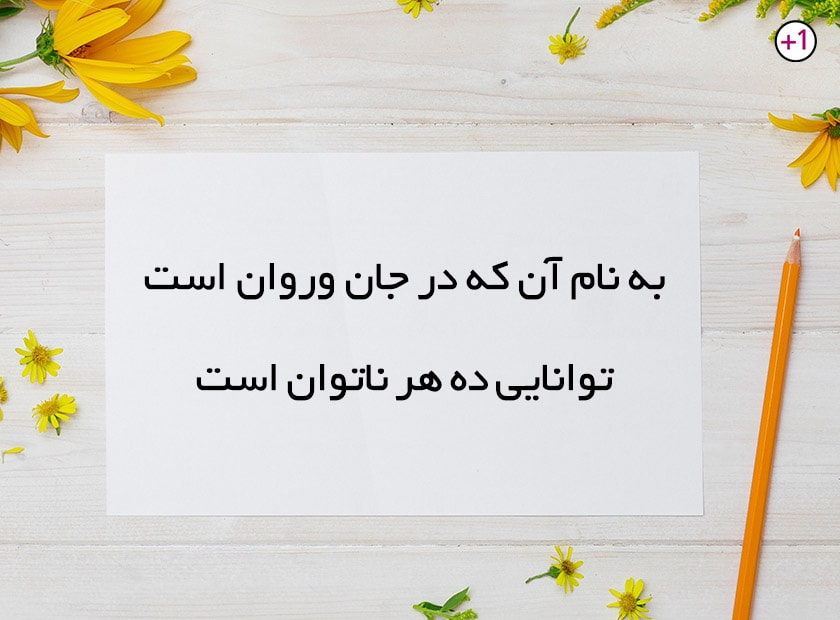 +1
به نام آن که در جان وروان است
توانایی ده هر ناتوان است